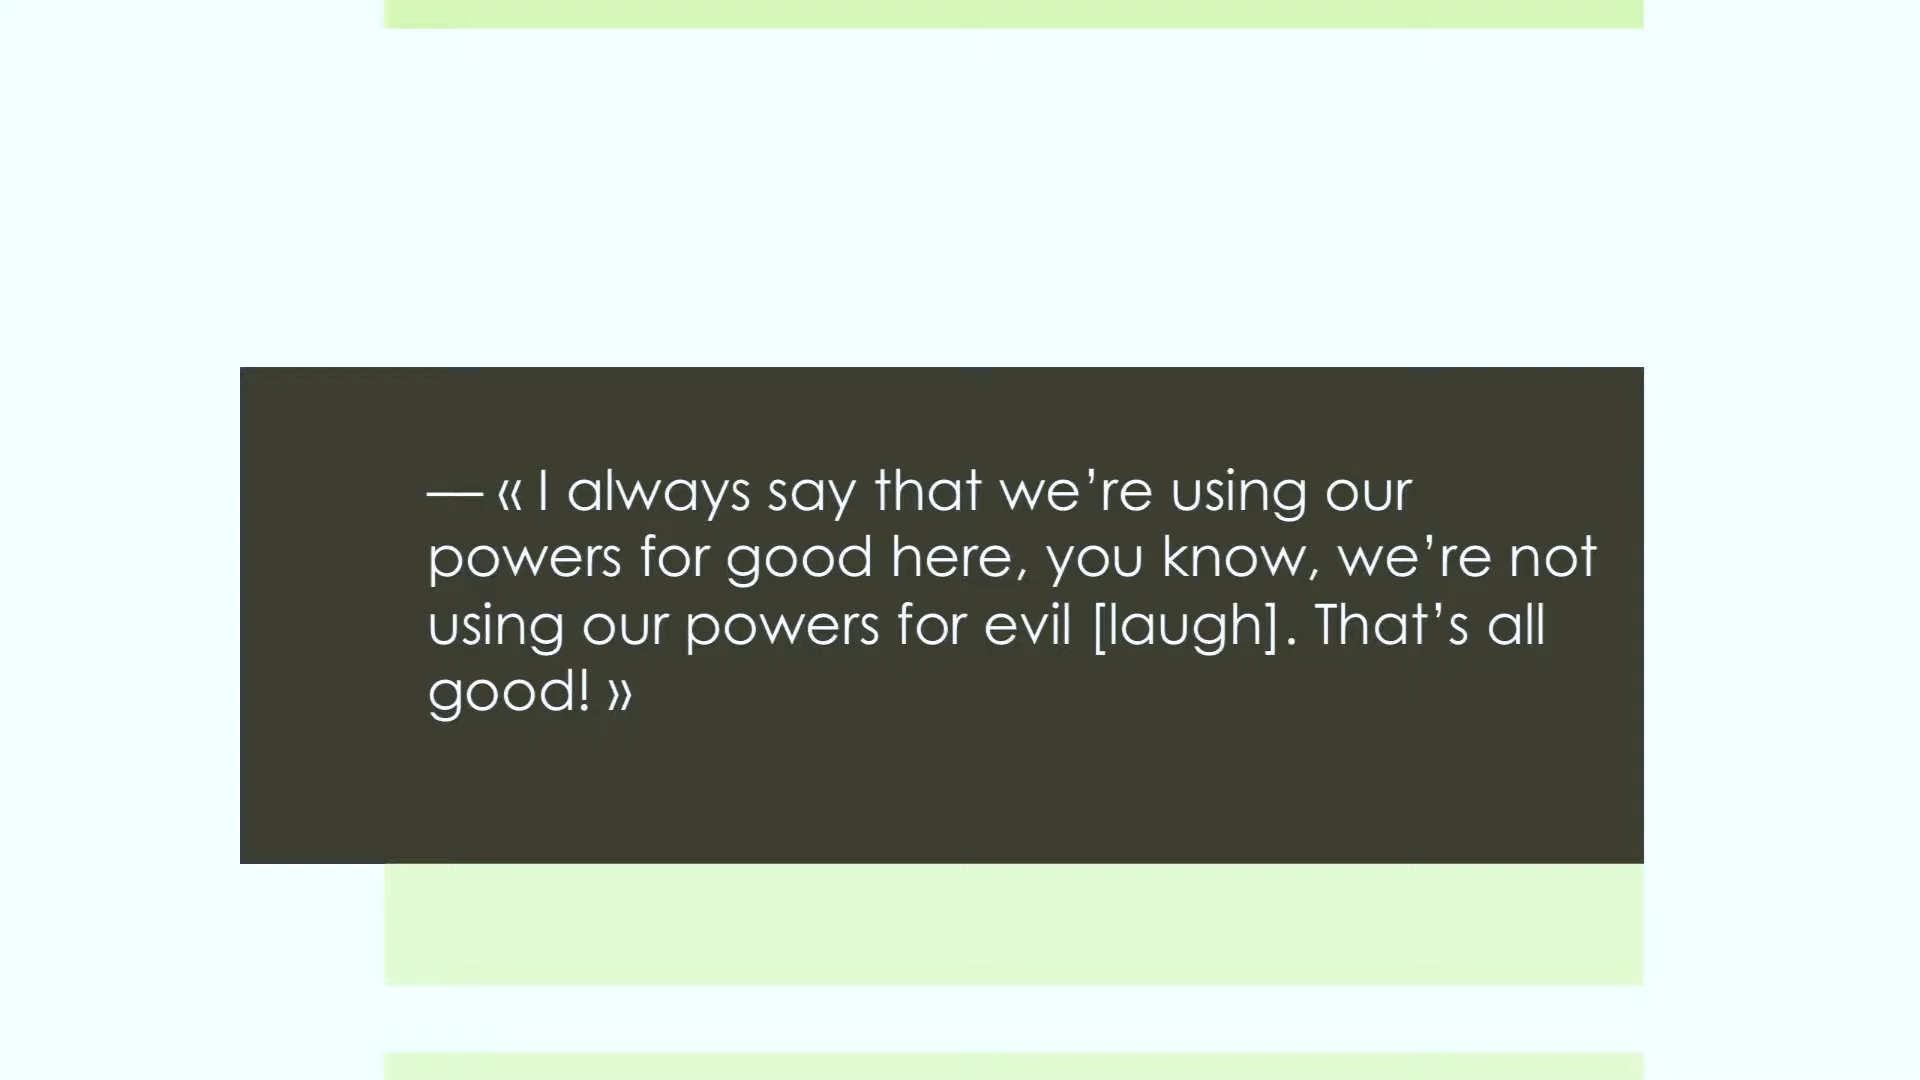 — « I always say that we’re using our
powers for good here, you know, we’re not
using our powers for evil [laugh]. That’s all
good! »